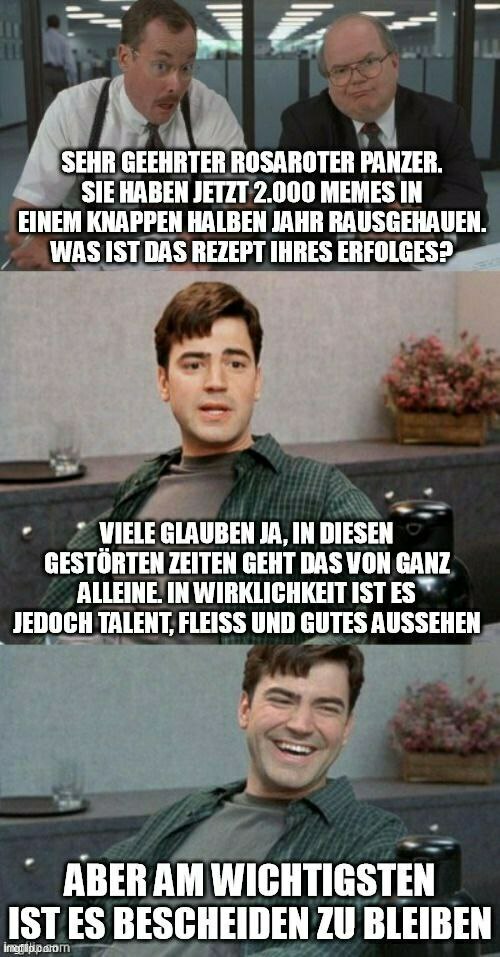 SEHR GEEHRTER ROSAROTER PANZER.
SIE HABEN JETZT 2.000 MEMES IN
EINEM KNAPPEN HALBEN JAHR RAUSGEHAUEN.
WAS IST DAS REZEPT IHRES ERFOLGES?
VIELE GLAUBEN JA, IN DIESEN
GESTÖRTEN ZEITEN GEHT DAS VON GANZ
ALLEINE. IN WIRKLICHKEIT IST ES
JEDOCH TALENT, FLEISS UND GUTES AUSSEHEN
ABER AM WICHTIGSTEN
IST ES BESCHEIDEN ZU BLEIBEN